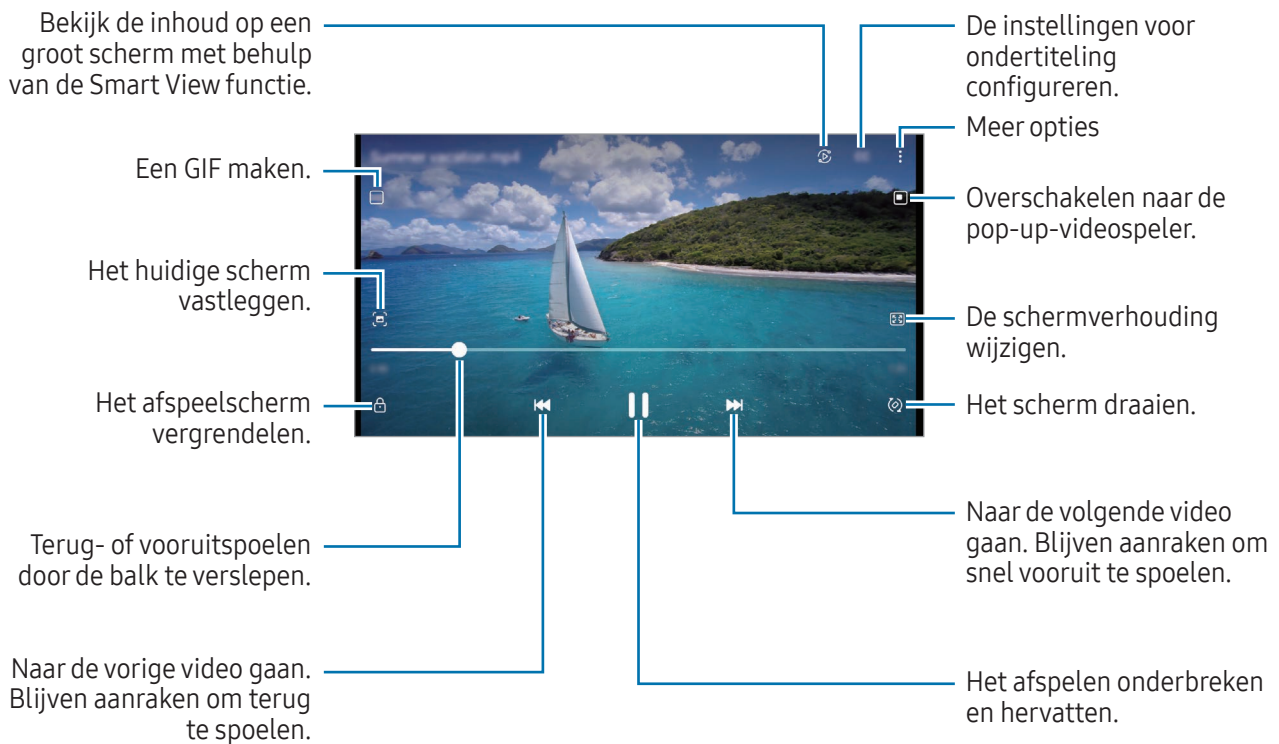 Bekijk de inhoud op een
groot scherm met behulp
van de Smart View functie.
Een GIF maken.
Het huidige scherm
vastleggen.
Het afspeelscherm
vergrendelen.
Terug- of vooruitspoelen
door de balk te verslepen.
Naar de vorige video gaan.
Blijven aanraken om terug
te spoelen.
De instellingen voor
ondertiteling
configureren.
Meer opties
Overschakelen naar de
pop-up-videospeler.
De schermverhouding
wijzigen.
Het scherm draaien.
Naar de volgende video
gaan. Blijven aanraken om
snel vooruit te spoelen.
Het afspelen onderbreken
en hervatten.